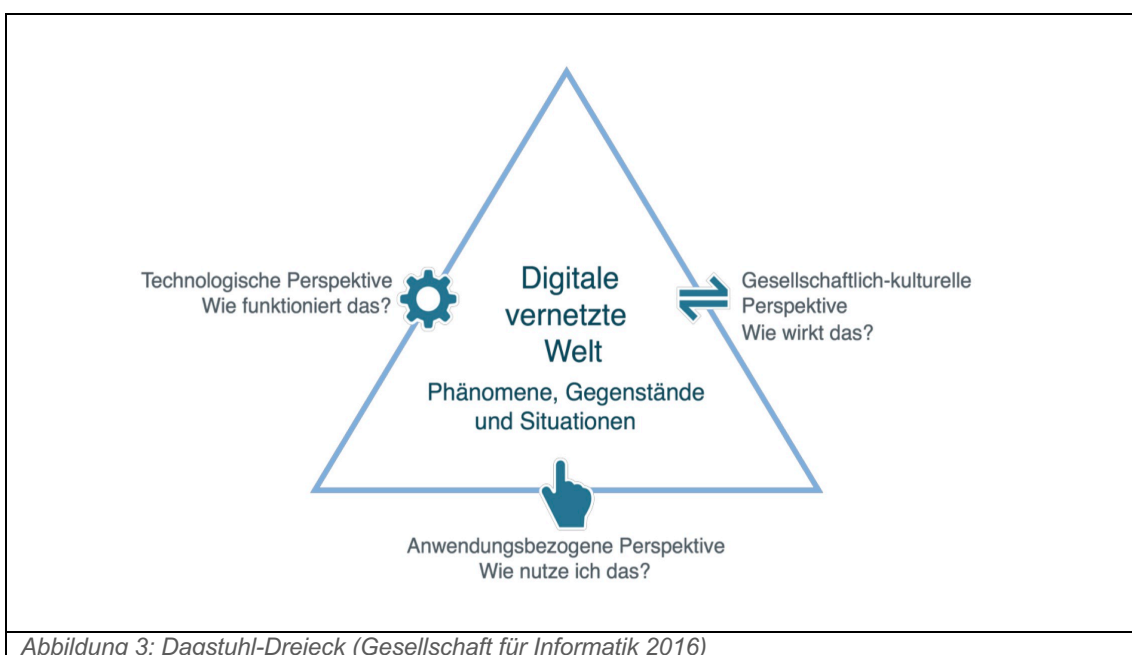 Technologische Perspektive
Wie funktioniert das?
Digitale
vernetzte
Welt
Phänomene, Gegenstände
und Situationen
Gesellschaftlich-kulturelle
Perspektive
Wie wirkt das?
Anwendungsbezogene Perspektive
Wie nutze ich das?
Abbildung 3: Dagstuhl-Dreieck (Gesellschaft für Informatik 2016)